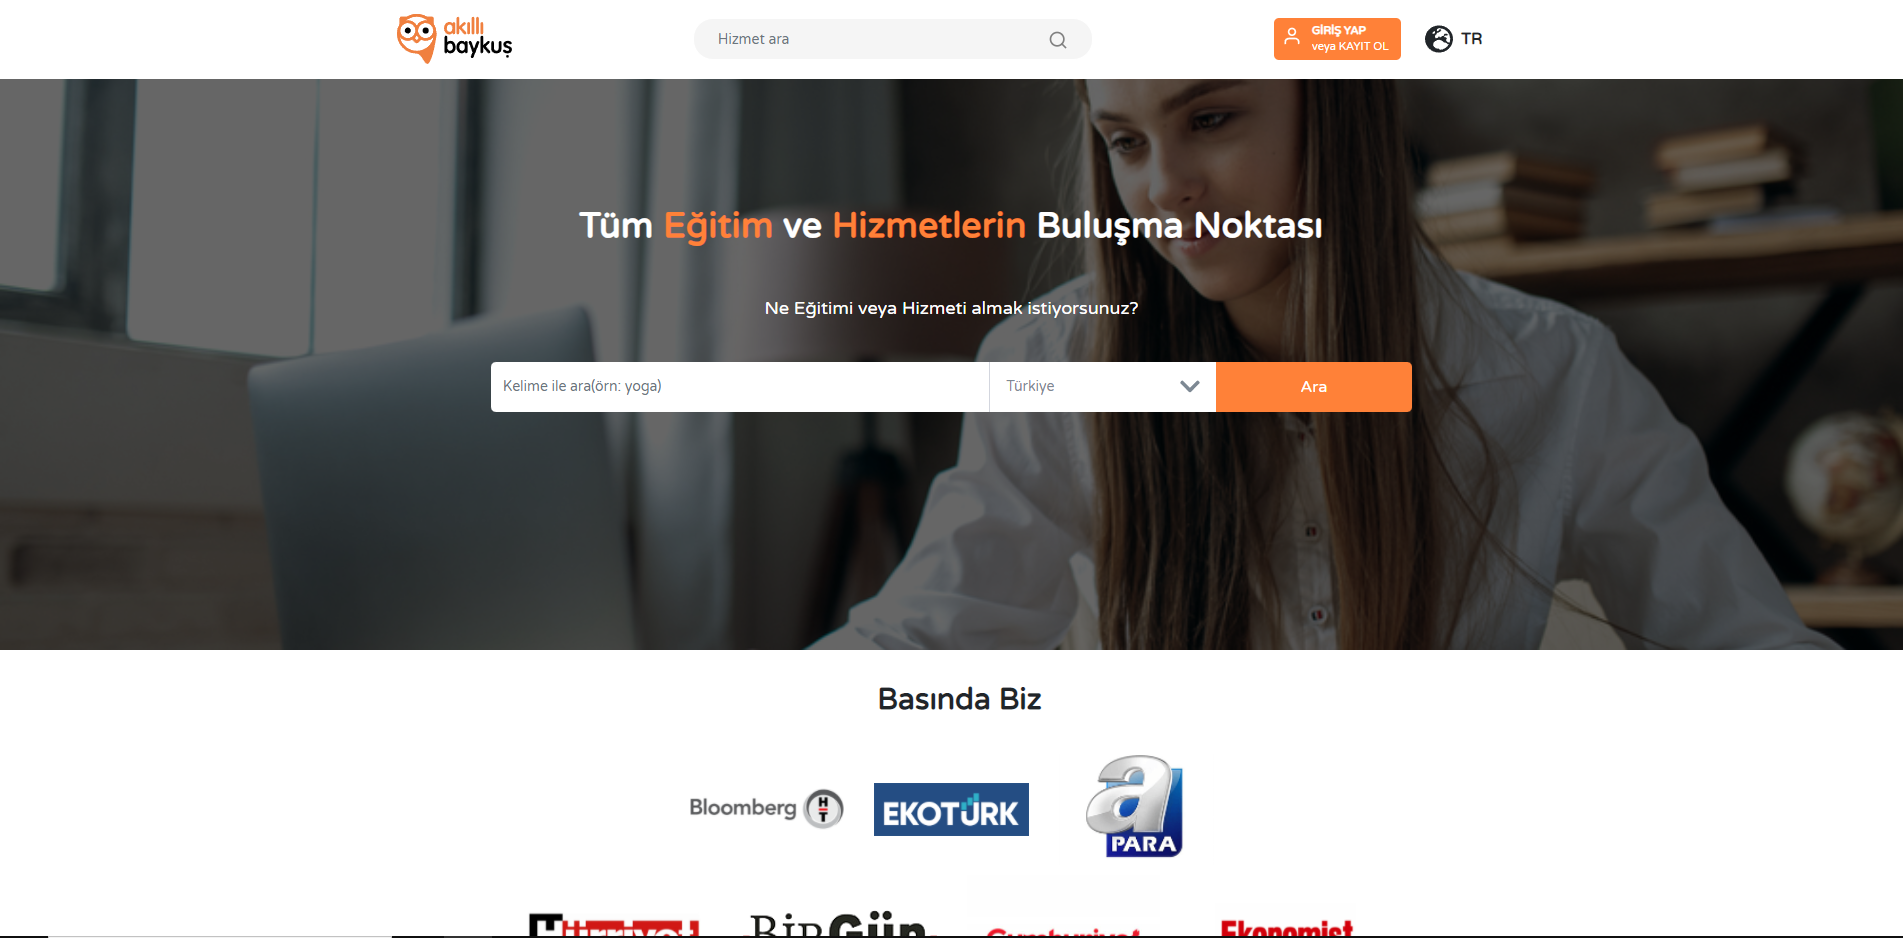 akıllı
baykuş
Hizmet ara
GİRİŞ YAP
veya KAYIT OL
TR
Tüm Eğitim ve Hizmetlerin Buluşma Noktası
Ne Eğitimi veya Hizmeti almak istiyorsunuz?
Kelime ile ara(örn: yoga)
Türkiye
Ara
Basında Biz
Bloomberg HT
EKOTÜRK
a
PARA
Hürriyet
BirGün
Cumhuriyet
Ekonomist